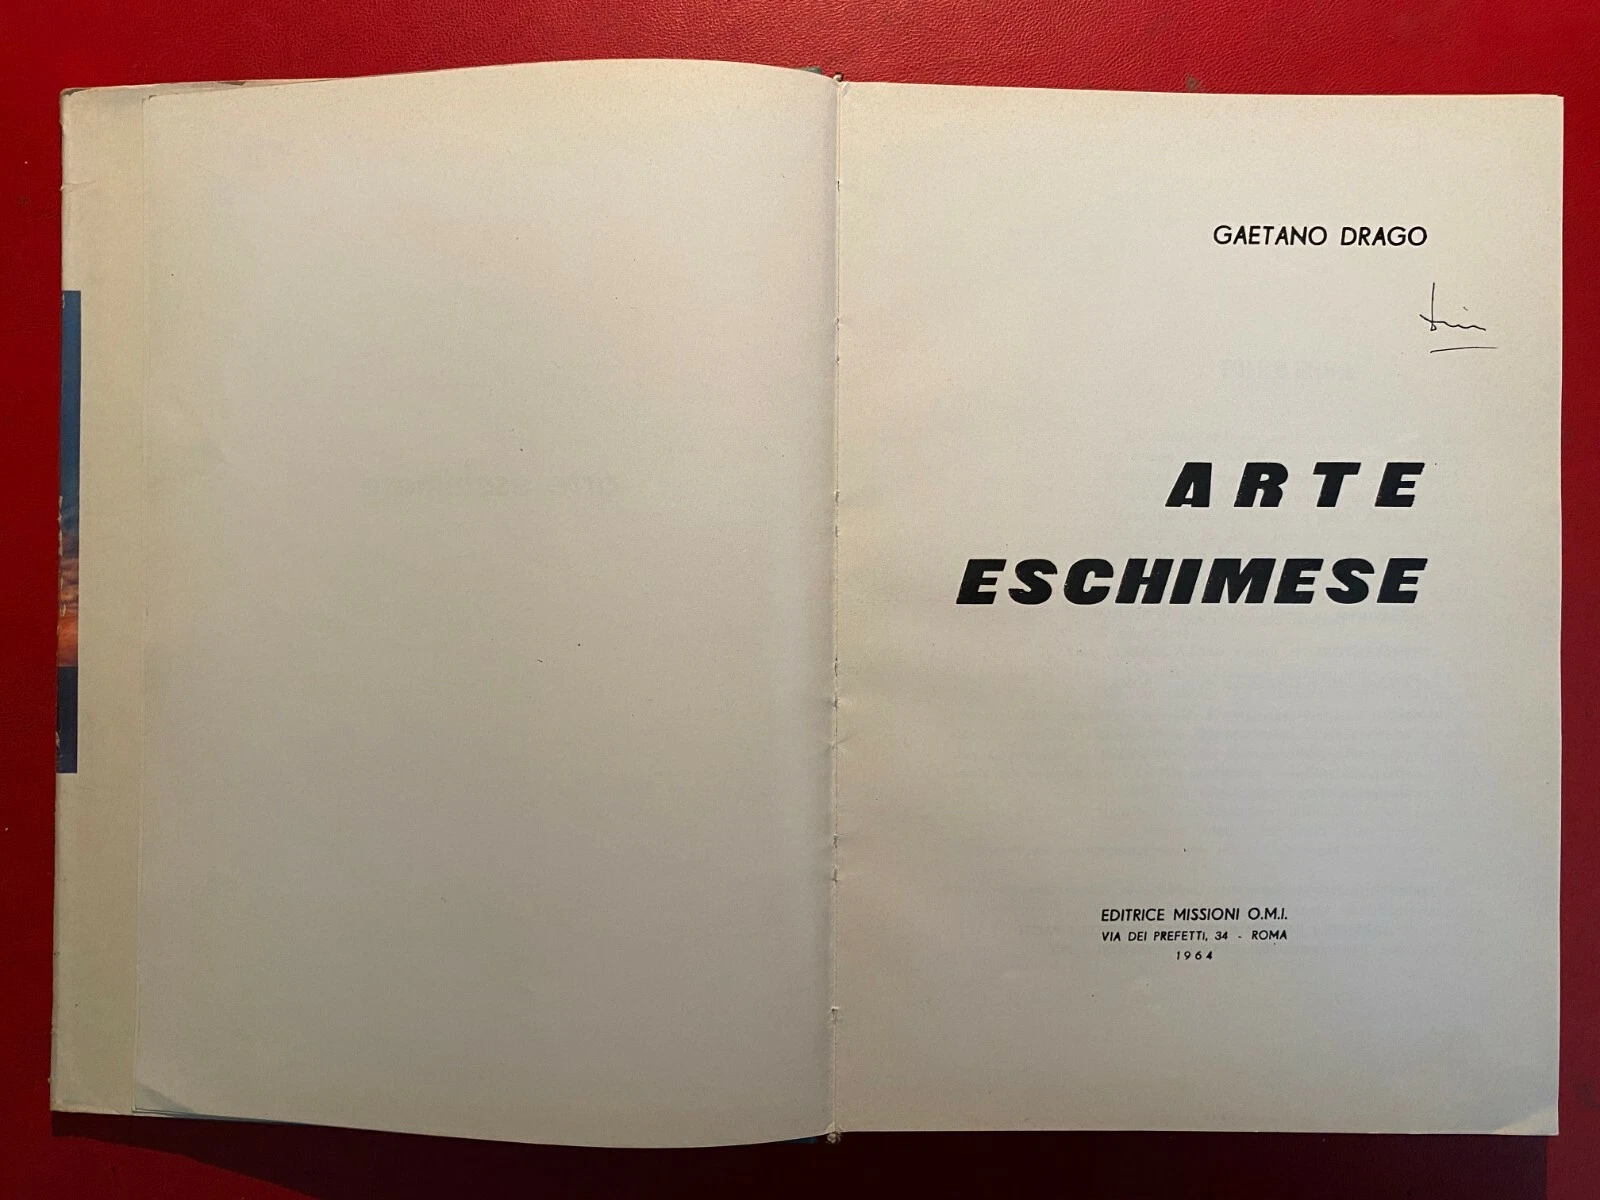 GAETANO DRAGO
ARTE
ESCHIMESE
EDITRICE MISSIONI O.M.I.
VIA DEI PREFETTI, 34 - ROMA
1964